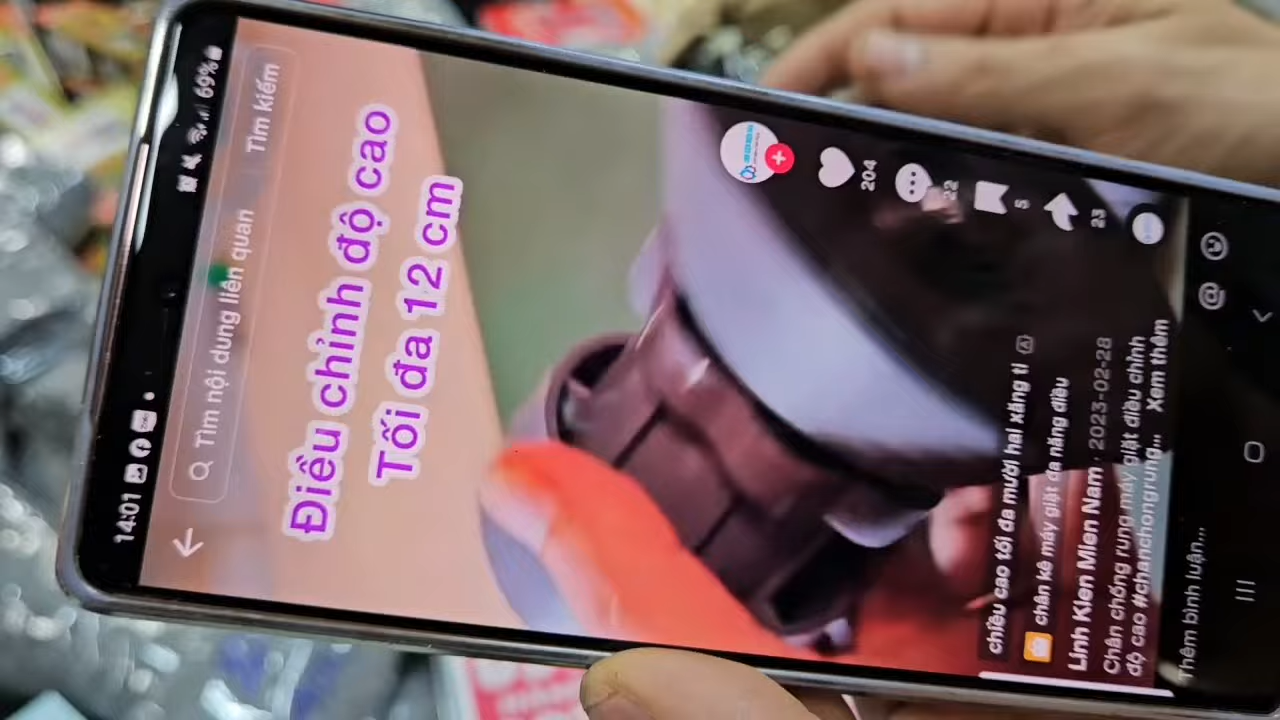 14:01
69%
Tìm nội dung liên quan
Tìm kiếm
Điều chỉnh độ cao
Tối đa 12 cm
204
22
5
23
chiều cao tối đa mười hai xăng ti
chân kê máy giặt đa năng điều
Linh Kien Mien Nam · 2023-02-28
Chân chống rung máy giặt điều chỉnh
độ cao #chanchongrung... Xem thêm
Thêm bình luận...